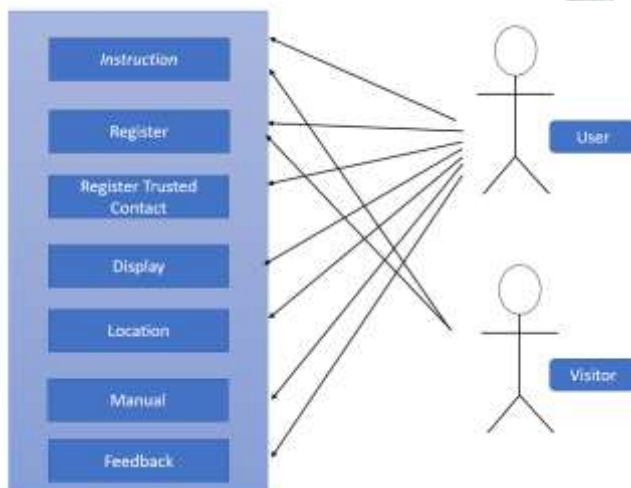 Instruction
Register
Register Trusted
Contact
Display
Location
Manual
Feedback
User
Visitor